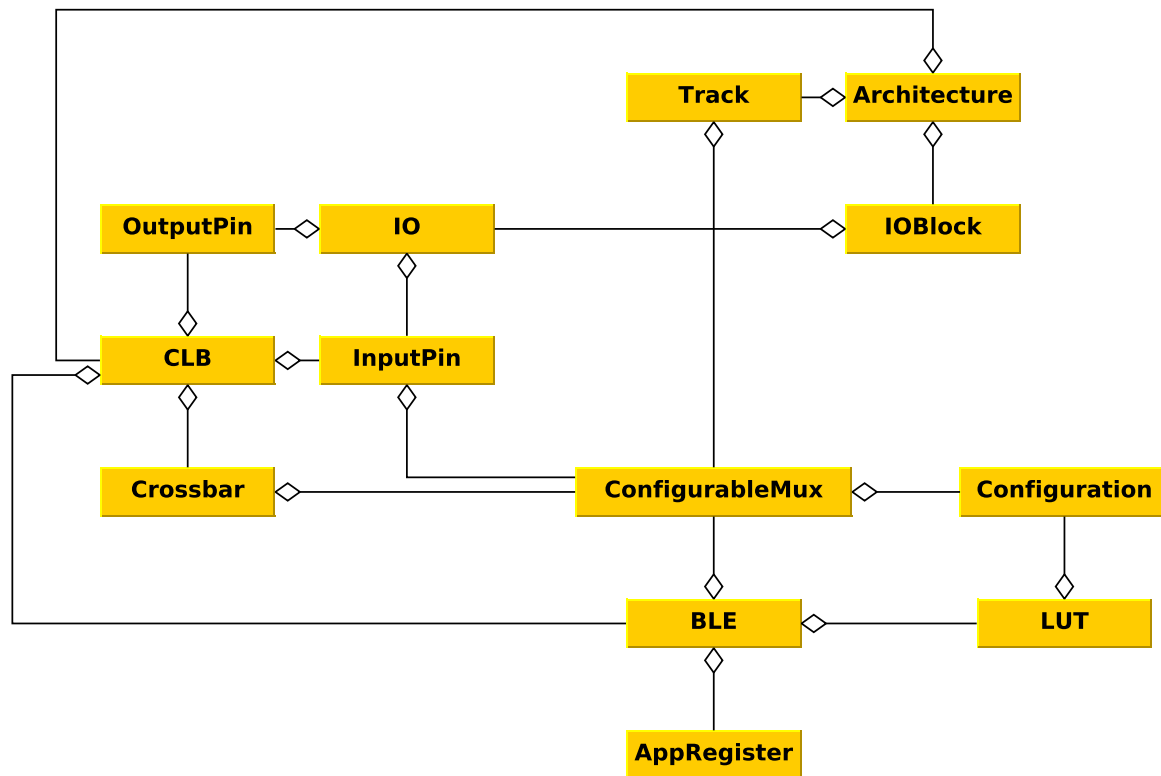 Track
Architecture
OutputPin
IO
IOBlock
CLB
InputPin
Crossbar
ConfigurableMux
Configuration
BLE
LUT
AppRegister